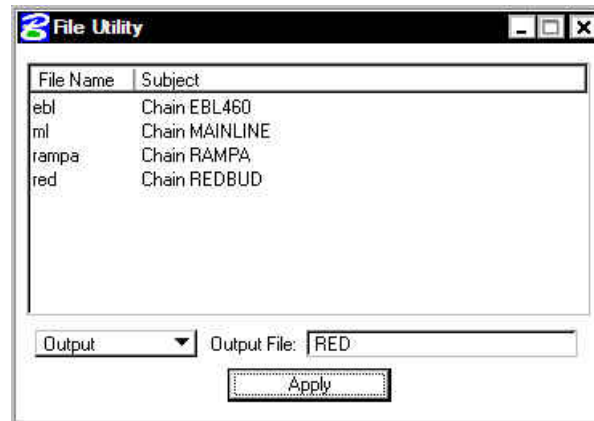 File Utility
File Name Subject
ebl Chain EBL460
ml Chain MAINLINE
rampa Chain RAMPA
red Chain REDBUD
Output Output File: RED
Apply